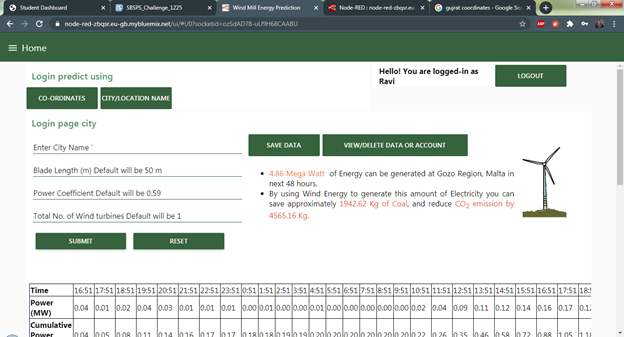 Student Dashboard
SBSPS_Challenge_1225
Wind Mill Energy Prediction
Node-RED : node-red-zbqsr.eu-
gujrat coordinates - Google Sea
node-red-zbqsr.eu-gb.mybluemix.net/ui/#!/0?socketid=ozSdAD78-uU9H68CAABU
Home
Login predict using
Hello! You are logged-in as
Ravi
LOGOUT
CO-ORDINATES
CITY/LOCATION NAME
Login page city
Enter City Name `
SAVE DATA
VIEW/DELETE DATA OR ACCOUNT
Blade Length (m) Default will be 50 m
Power Coefficient Default will be 0.59
Total No. of Wind turbines Default will be 1
SUBMIT
RESET
4.86 Mega Watt of Energy can be generated at Gozo Region, Malta in
next 48 hours.
By using Wind Energy to generate this amount of Electricity you can
save approximately 1942.62 Kg of Coal, and reduce CO2 emission by
4565.16 Kg.
Time 16:51 17:51 18:51 19:51 20:51 21:51 22:51 23:51 0:51 1:51 2:51 3:51 4:51 5:51 6:51 7:51 8:51 9:51 10:51 11:51 12:51 13:51 14:51 15:51 16:51 17:51 18:5
Power
(MW) 0.04 0.01 0.02 0.04 0.03 0.01 0.01 0.01 0.00 0.01 0.00 0.01 0.00 0.00 0.00 0.00 0.00 0.00 0.02 0.04 0.09 0.11 0.12 0.14 0.16 0.17 0.1
Cumulative
Power 0.04 0.05 0.08 0.11 0.14 0.16 0.17 0.17 0.18 0.18 0.19 0.19 0.20 0.20 0.20 0.20 0.20 0.20 0.22 0.26 0.35 0.46 0.58 0.72 0.88 1.05 1.1